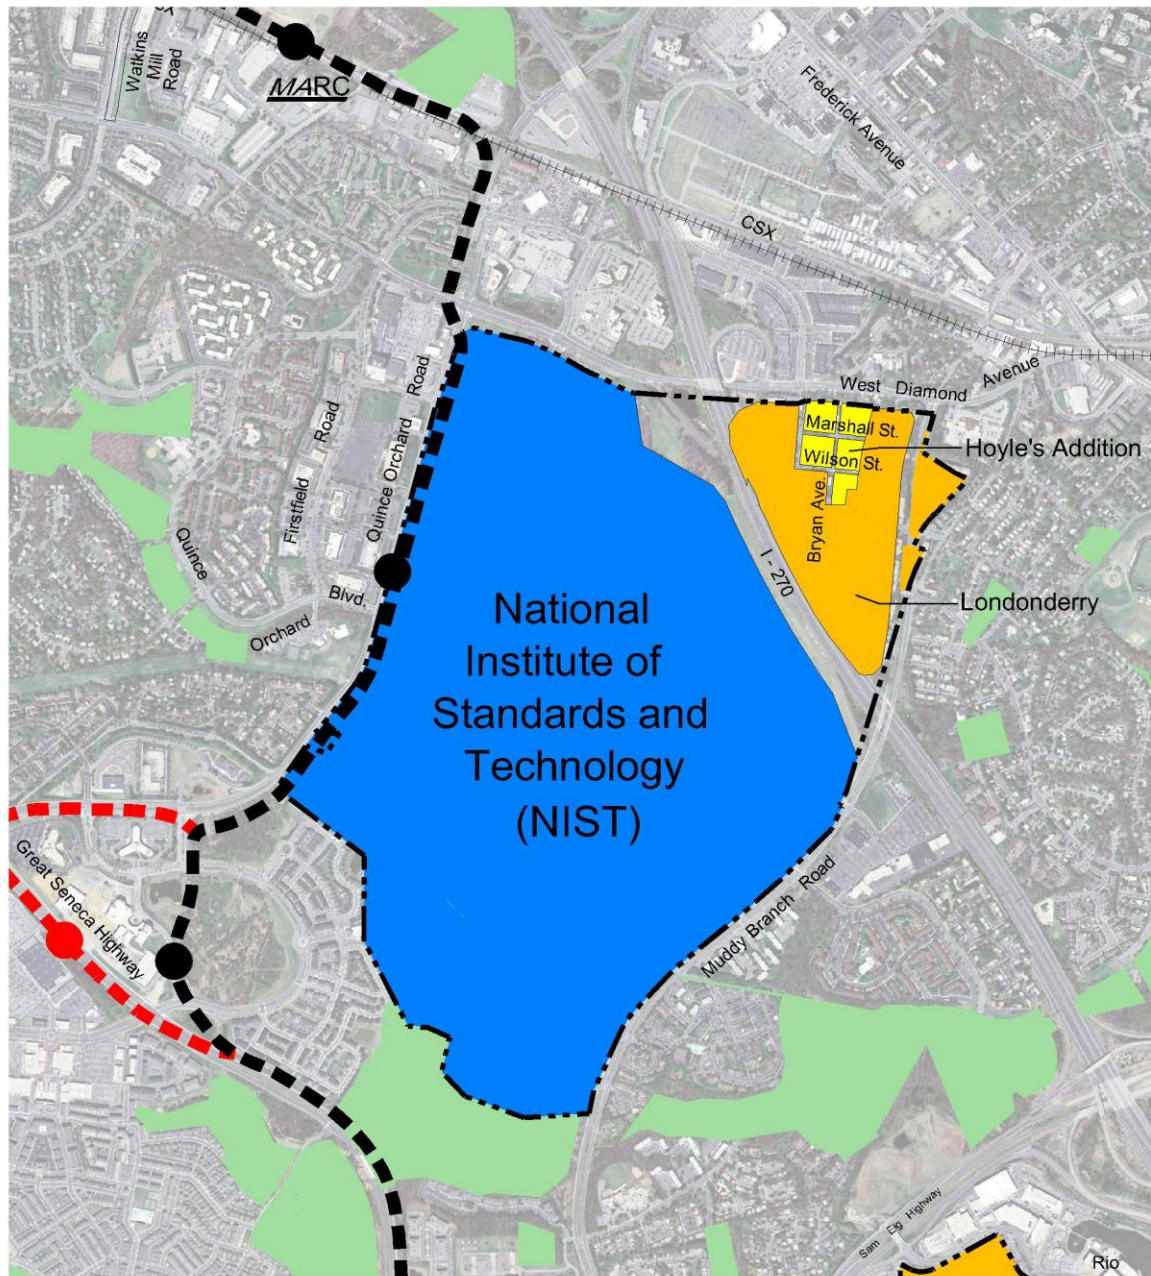 SX
Watkins
Mill
Road
MARC
Frederick Avenue
CSX
West Diamond Avenue
Marshall St.
Hoyle's Addition
Wilson St.
Bryan Ave.
Quince Orchard Road
Firstfield Road
I - 270
Londonderry
Quince
Orchard
Blvd.
National
Institute of
Standards and
Technology
(NIST)
Great Seneca Highway
Muddy Branch Road
Sam Eig Highway
Rio